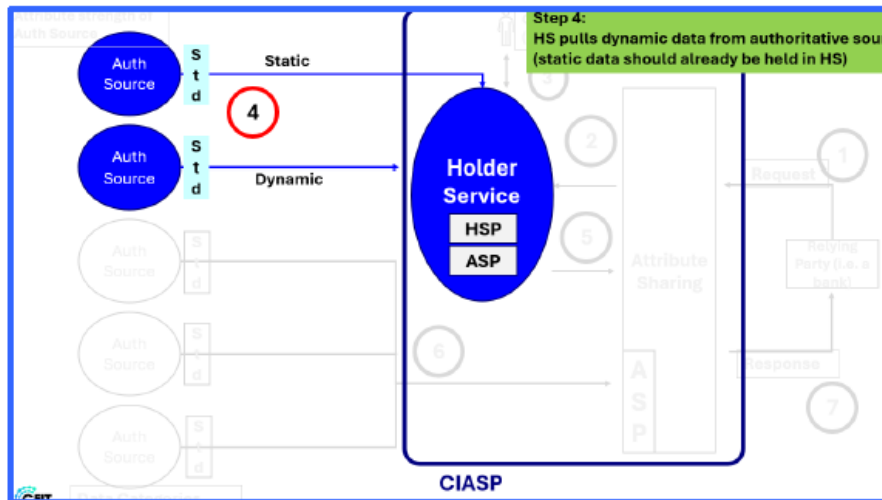 Attribute strength of
Auth Source
Step 4:
HS pulls dynamic data from authoritative sour
(static data should already be held in HS)
Auth
Source
S
t
d
Static
4
3
Auth
Source
S
t
d
Dynamic
Holder
Service
HSP
ASP
2
1
Request
5
Attribute
Sharing
Relying
Party (i.e. a
bank)
Auth
Source
S
t
d
Auth
Source
S
t
d
6
A
S
P
Response
7
Auth
Source
S
t
d
CIASP
Data Categories